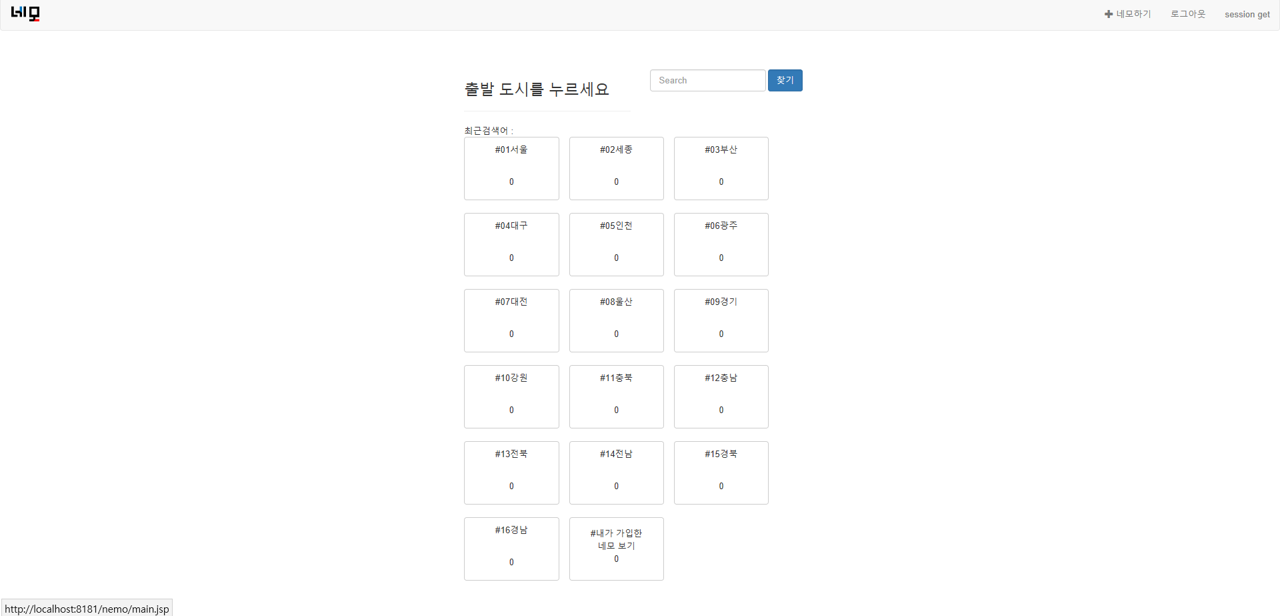 네모
네모하기 로그아웃 session get
출발 도시를 누르세요 Search 찾기
최근검색어 :
#01서울 #02세종 #03부산
0 0 0
#04대구 #05인천 #06광주
0 0 0
#07대전 #08울산 #09경기
0 0 0
#10강원 #11충북 #12충남
0 0 0
#13전북 #14전남 #15경북
0 0 0
#16경남 #내가 가입한
네모 보기
0 0
http://localhost:8181/nemo/main.jsp